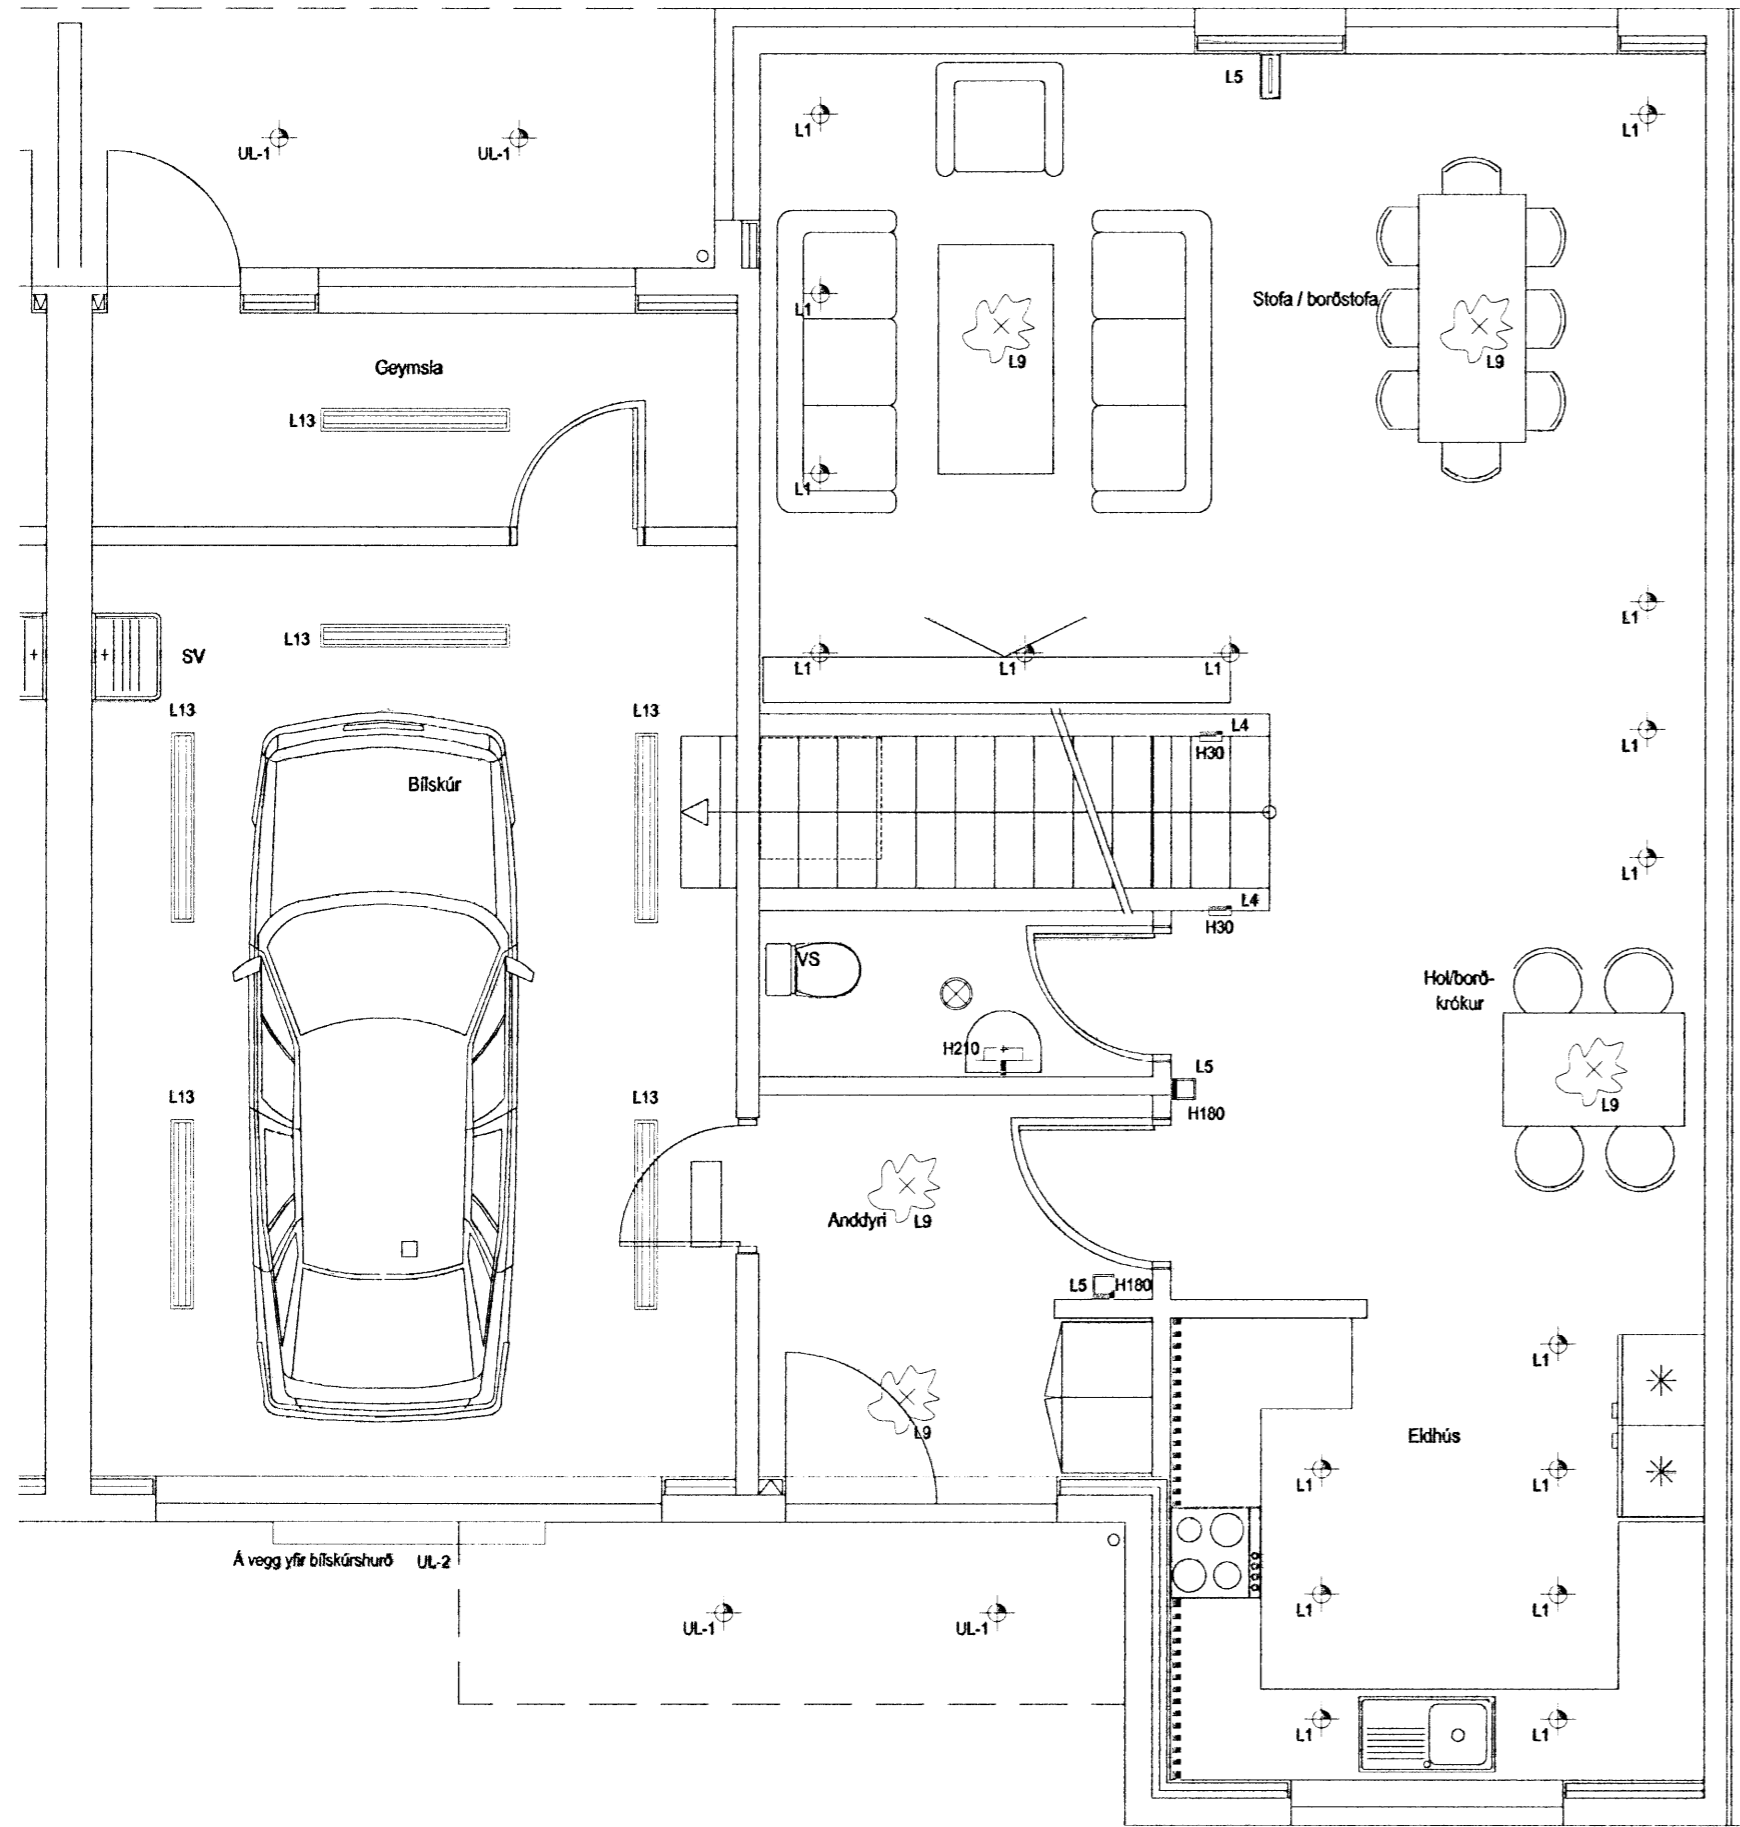 L5
L1
L1
UL-1
UL-1
L1
Stofa / borðstofa
L9
L9
Geymsla
L13
L1
L1
L13
SV
L1
L1
L1
L13
L13
L4
L1
H30
Bílskúr
L1
L4
H30
VS
Hol/borð-
krókur
H210
L5
L13
L13
H180
L9
Anddyri
L9
L5
H180
L1
L9
Eldhús
L1
L1
Á vegg yfir bílskúrshurð
UL-2
L1
L1
UL-1
UL-1
L1
L1